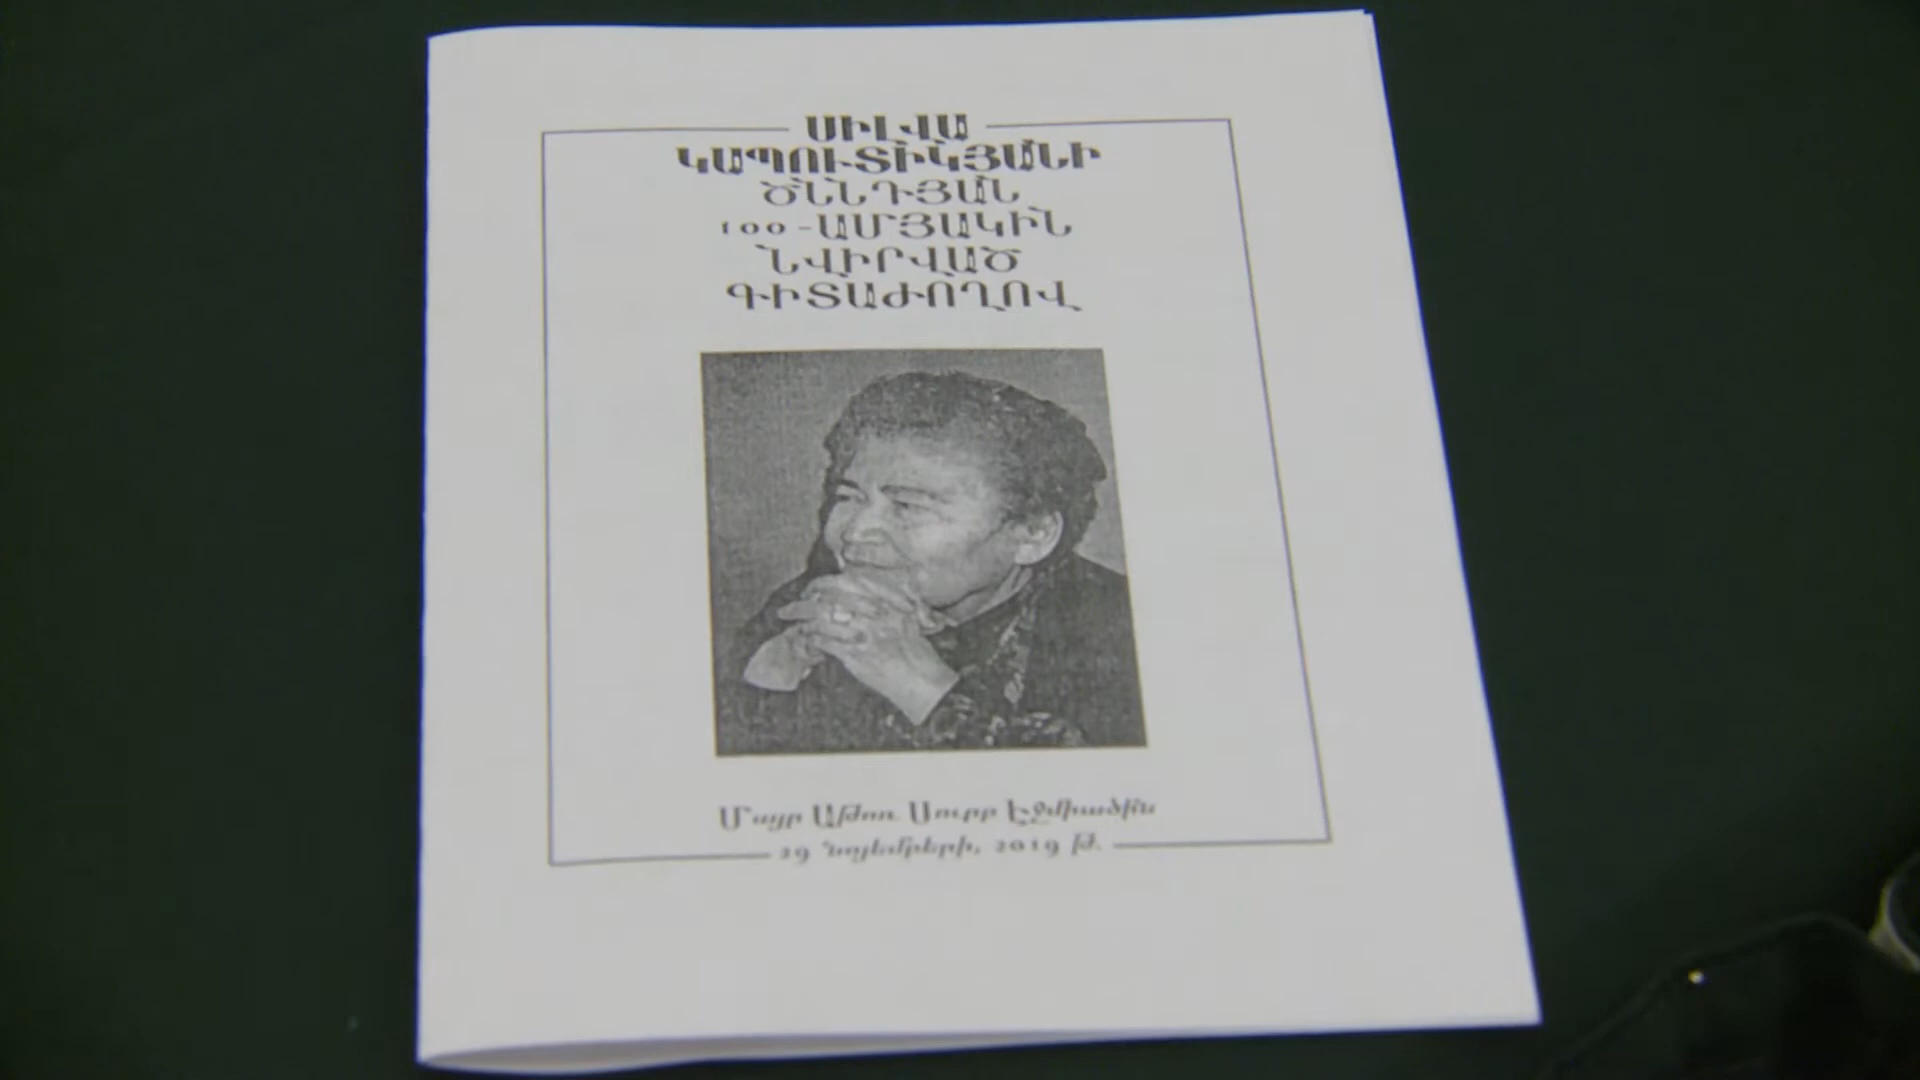 ՍԻԼՎԱ
ԿԱՊՈՒՏԻԿՅԱՆԻ
ԾՆՆԴՅԱՆ
100-ԱՄՅԱԿԻՆ
ՆՎԻՐՎԱԾ
ԳԻՏԱԺՈՂՈՎ
Մայր Աթոռ Սուրբ Էջմիածին
29 նոյեմբերի, 2019 թ.